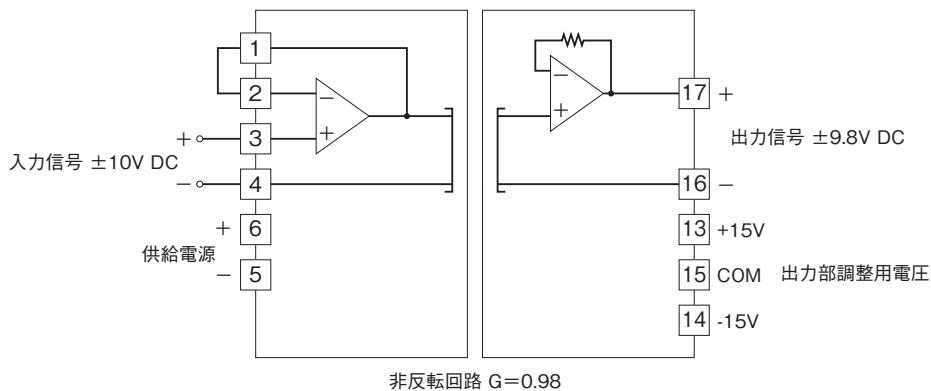 1
2
3
4
6
5
+
入力信号 ±10V DC
−
+
供給電源
−
−
+
−
+
17
+
出力信号 ±9.8V DC
16
−
13
+15V
15
COM
出力部調整用電圧
14
-15V
非反転回路 G=0.98